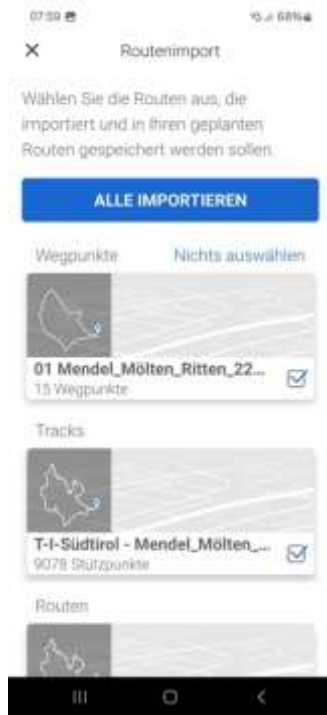 07:59
68%
Routenimport
Wählen Sie die Routen aus, die
importiert und in Ihren geplanten
Routen gespeichert werden sollen.
ALLE IMPORTIEREN
Wegpunkte Nichts auswählen
01 Mendel_Mölten_Ritten_22...
15 Wegpunkte
Tracks
T-I-Südtirol - Mendel_Mölten_...
9078 Stützpunkte
Routen